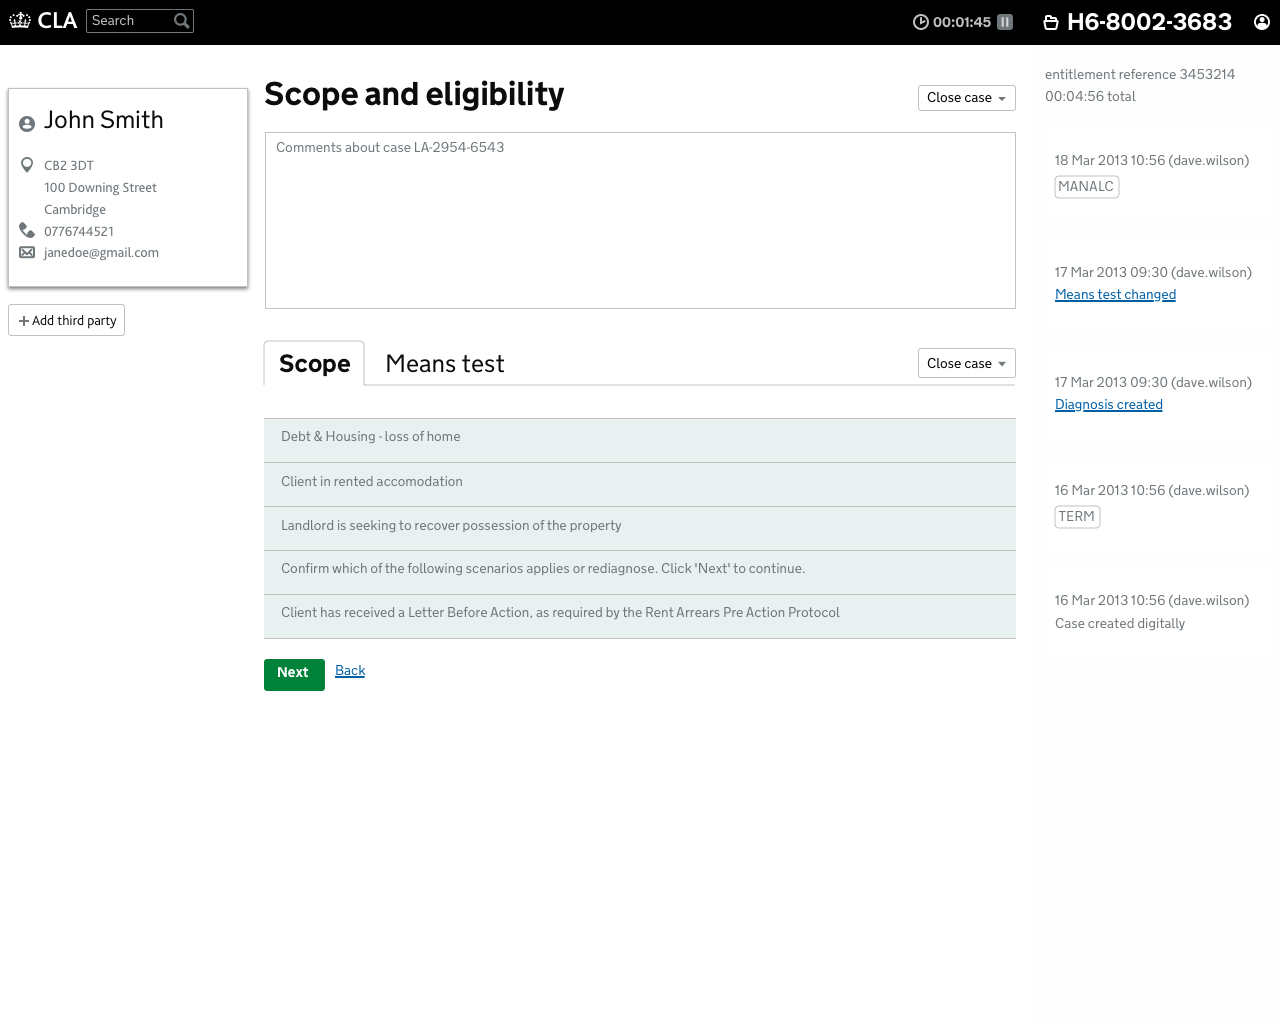 CLA
Search
00:01:45
H6-8002-3683
John Smith
CB2 3DT
100 Downing Street
Cambridge
0776744521
janedoe@gmail.com
Add third party
Scope and eligibility
Close case
Comments about case LA-2954-6543
Scope
Means test
Close case
Debt & Housing - loss of home
Client in rented accomodation
Landlord is seeking to recover possession of the property
Confirm which of the following scenarios applies or rediagnose. Click 'Next' to continue.
Client has received a Letter Before Action, as required by the Rent Arrears Pre Action Protocol
Next
Back
entitlement reference 3453214
00:04:56 total
18 Mar 2013 10:56 (dave.wilson)
MANALC
17 Mar 2013 09:30 (dave.wilson)
Means test changed
17 Mar 2013 09:30 (dave.wilson)
Diagnosis created
16 Mar 2013 10:56 (dave.wilson)
TERM
16 Mar 2013 10:56 (dave.wilson)
Case created digitally